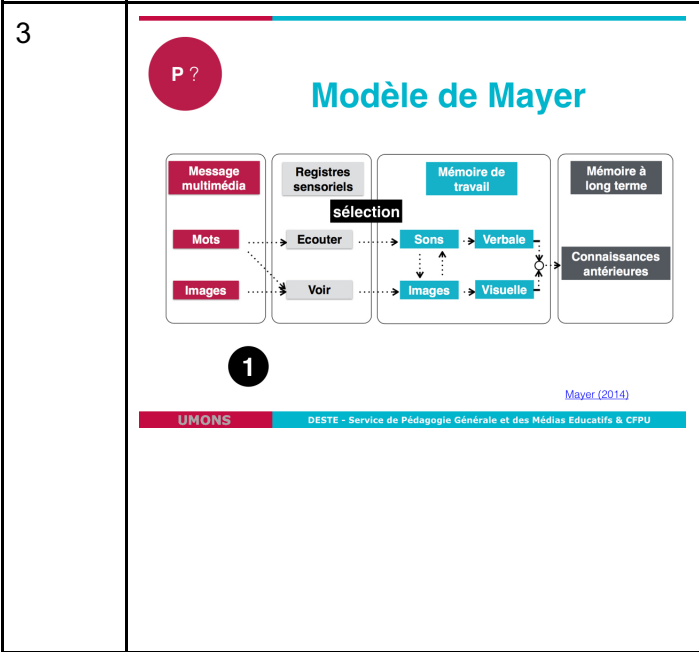 3
P ?
Modèle de Mayer
Message
multimédia
Registres
sensoriels
Mémoire de
travail
Mémoire à
long terme
sélection
Mots
Ecouter
Sons
Verbale
Connaissances
antérieures
Images
Voir
Images
Visuelle
1
Mayer (2014)
UMONS
DESTE - Service de Pédagogie Générale et des Médias Educatifs & CFPU